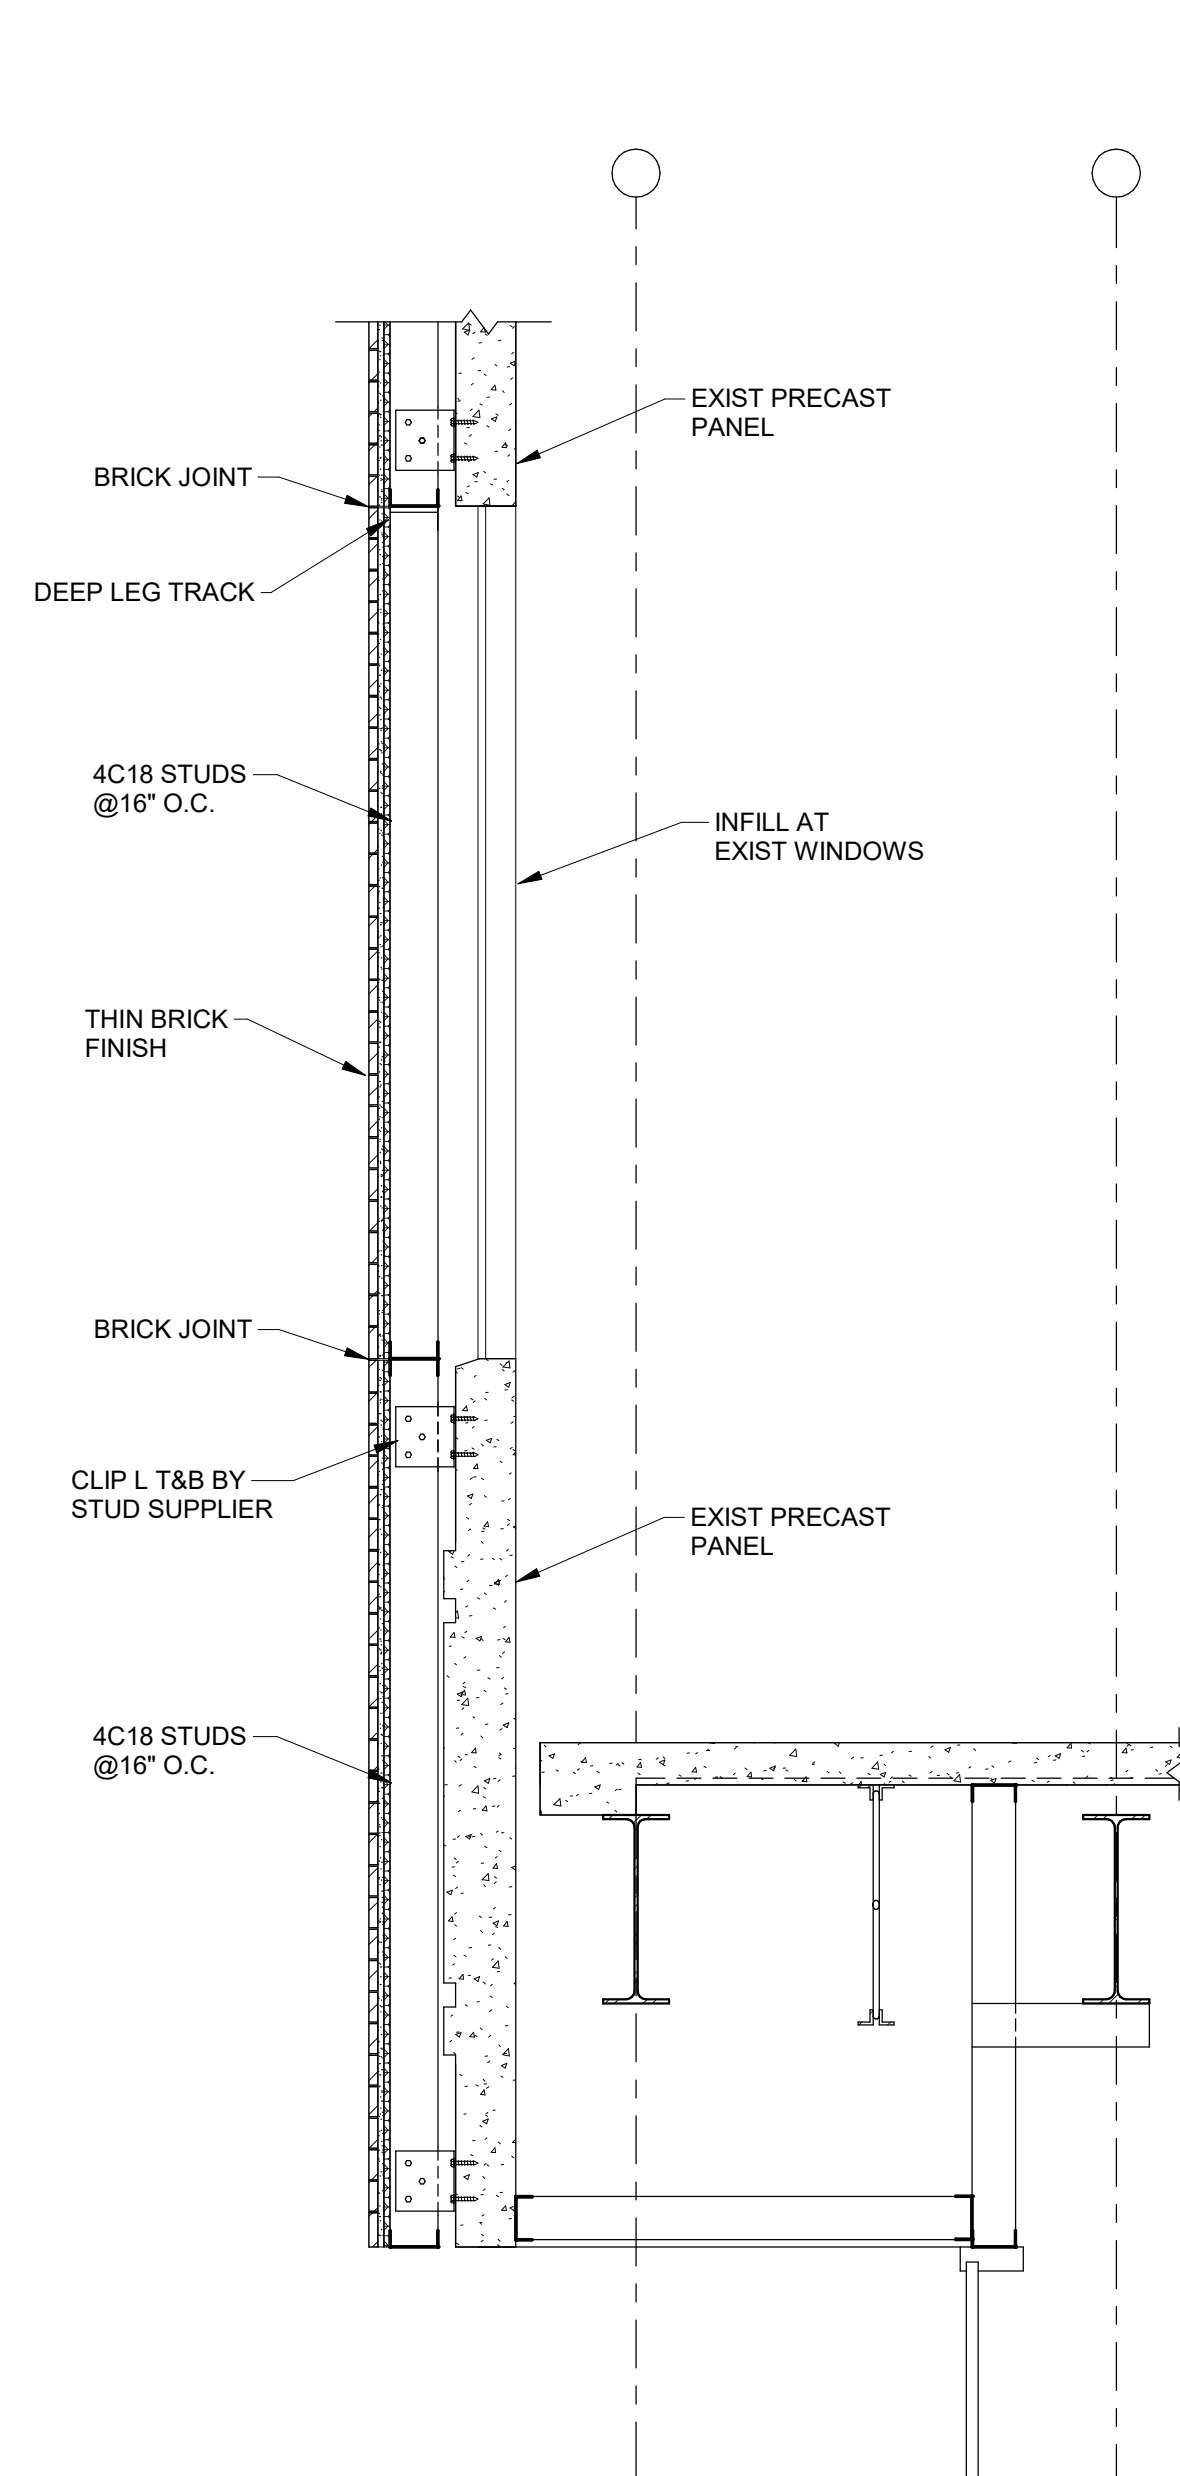 EXIST PRECAST
PANEL
BRICK JOINT
DEEP LEG TRACK
4C18 STUDS
@16" O.C.
INFILL AT
EXIST WINDOWS
THIN BRICK
FINISH
BRICK JOINT
CLIP L T&B BY
STUD SUPPLIER
EXIST PRECAST
PANEL
4C18 STUDS
@16" O.C.